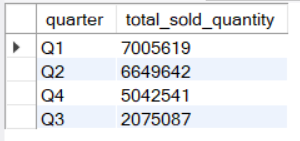 quarter total_sold_quantity
Q1 7005619
Q2 6649642
Q4 5042541
Q3 2075087